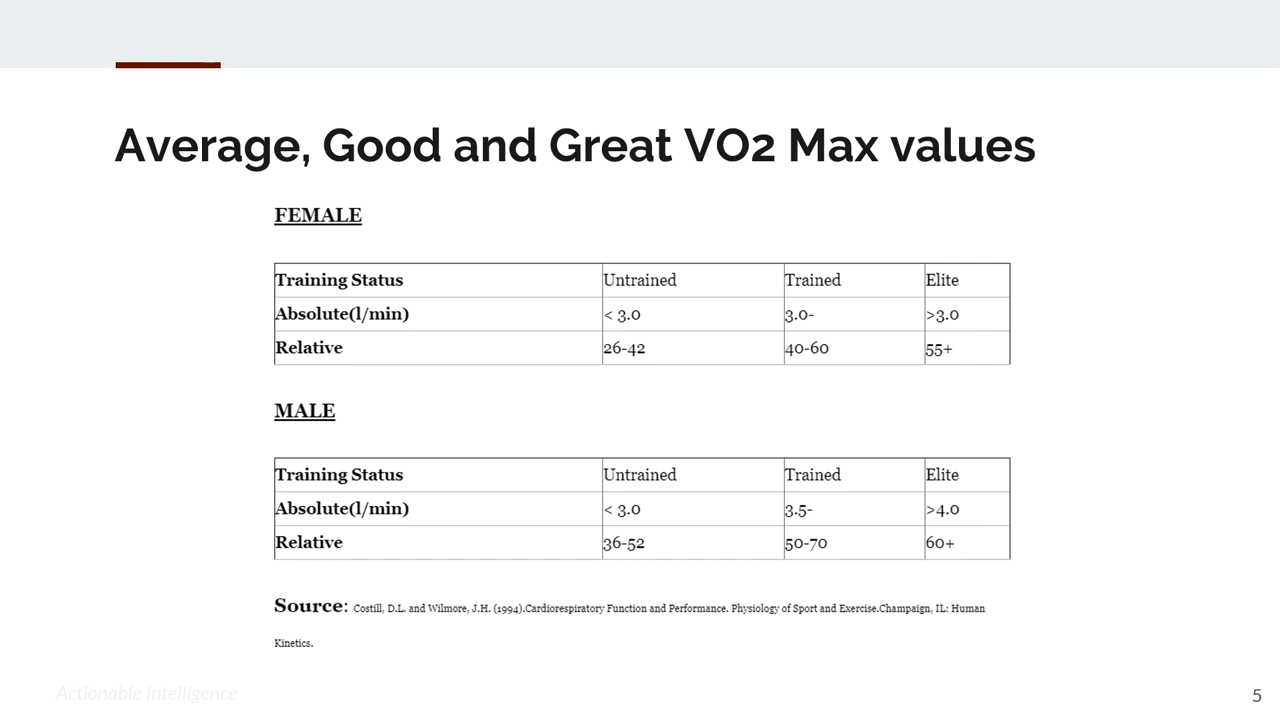 Average, Good and Great VO2 Max values
FEMALE
Training Status Untrained Trained Elite
Absolute(l/min) < 3.0 3.0- >3.0
Relative 26-42 40-60 55+
MALE
Training Status Untrained Trained Elite
Absolute(l/min) < 3.0 3.5- >4.0
Relative 36-52 50-70 60+
Source: Costill, D.L. and Wilmore, J.H. (1994).Cardiorespiratory Function and Performance. Physiology of Sport and Exercise.Champaign, IL: Human
Kinetics.
Actionable Intelligence
5